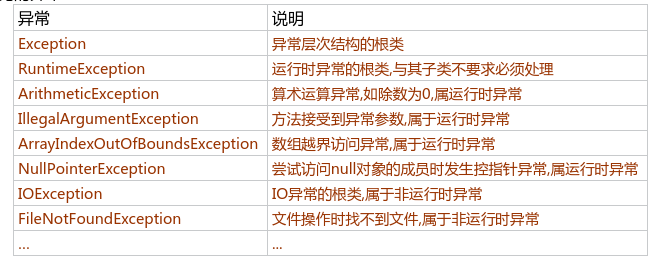 异常 说明
Exception 异常层次结构的根类
RuntimeException 运行时异常的根类,与其子类不要求必须处理
ArithmeticException 算术运算异常,如除数为0,属运行时异常
IllegalArgumentException 方法接受到异常参数,属于运行时异常
ArrayIndexOutOfBoundsException 数组越界访问异常,属于运行时异常
NullPointerException 尝试访问null对象的成员时发生控指针异常,属运行时异常
IOException IO异常的根类,属于非运行时异常
FileNotFoundException 文件操作时找不到文件,属于非运行时异常
... ...